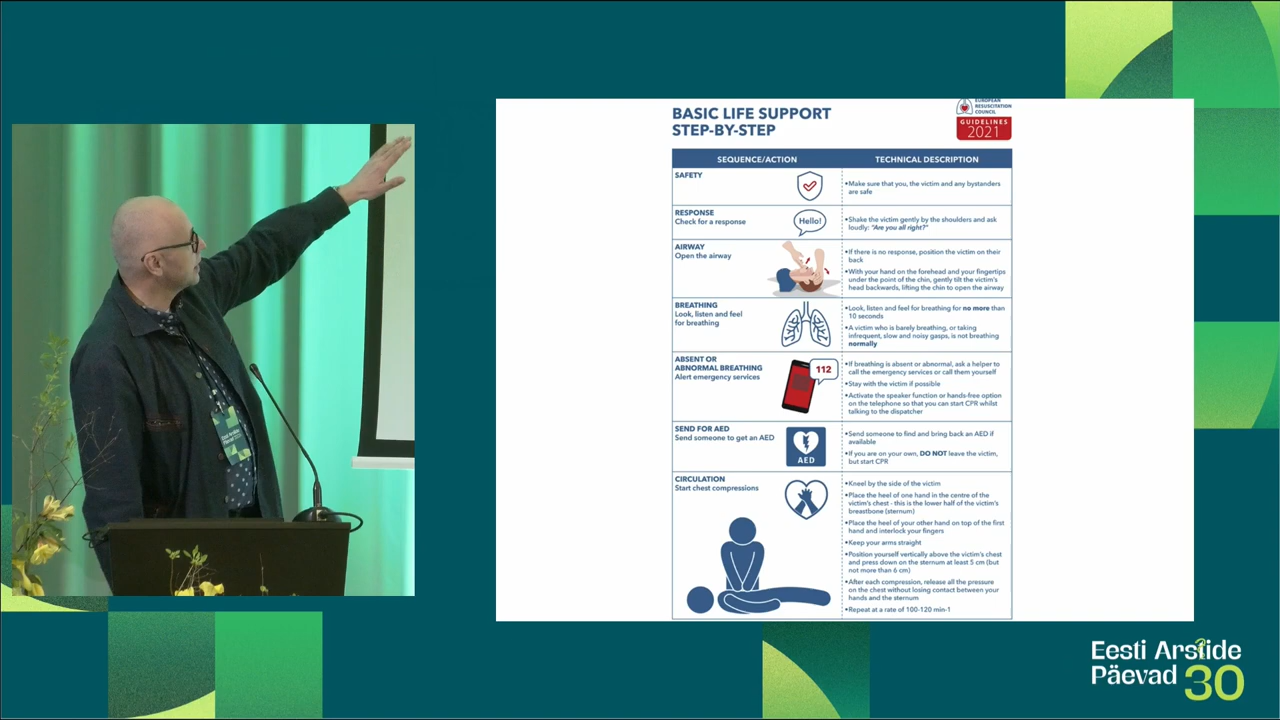 BASIC LIFE SUPPORT
STEP-BY-STEP
EUROPEAN
RESUSCITATION
COUNCIL
GUIDELINES
2021
SEQUENCE/ACTION
TECHNICAL DESCRIPTION
SAFETY
•Make sure that you, the victim and any bystanders
are safe
RESPONSE
Check for a response
Hello!
•Shake the victim gently by the shoulders and ask
loudly: "Are you all right?"
AIRWAY
Open the airway
•If there is no response, position the victim on their
back
•With your hand on the forehead and your fingertips
under the point of the chin, gently tilt the victim's
head backwards, lifting the chin to open the airway
BREATHING
Look, listen and feel
for breathing
•Look, listen and feel for breathing for no more than
10 seconds
•A victim who is barely breathing, or taking
infrequent, slow and noisy gasps, is not breathing
normally
ABSENT OR
ABNORMAL BREATHING
Alert emergency services
112
•If breathing is absent or abnormal, ask a helper to
call the emergency services or call them yourself
•Stay with the victim if possible
•Activate the speaker function or hands-free option
on the telephone so that you can start CPR whilst
talking to the dispatcher
SEND FOR AED
Send someone to get an AED
AED
•Send someone to find and bring back an AED if
available
•If you are on your own, DO NOT leave the victim,
but start CPR
CIRCULATION
Start chest compressions
•Kneel by the side of the victim
•Place the heel of one hand in the centre of the
victim's chest - this is the lower half of the victim's
breastbone (sternum)
•Place the heel of your other hand on top of the first
hand and interlock your fingers
•Keep your arms straight
•Position yourself vertically above the victim's chest
and press down on the sternum at least 5 cm (but
not more than 6 cm)
•After each compression, release all the pressure
on the chest without losing contact between your
hands and the sternum
•Repeat at a rate of 100-120 min-1
Eesti Arstide
Päevad 30